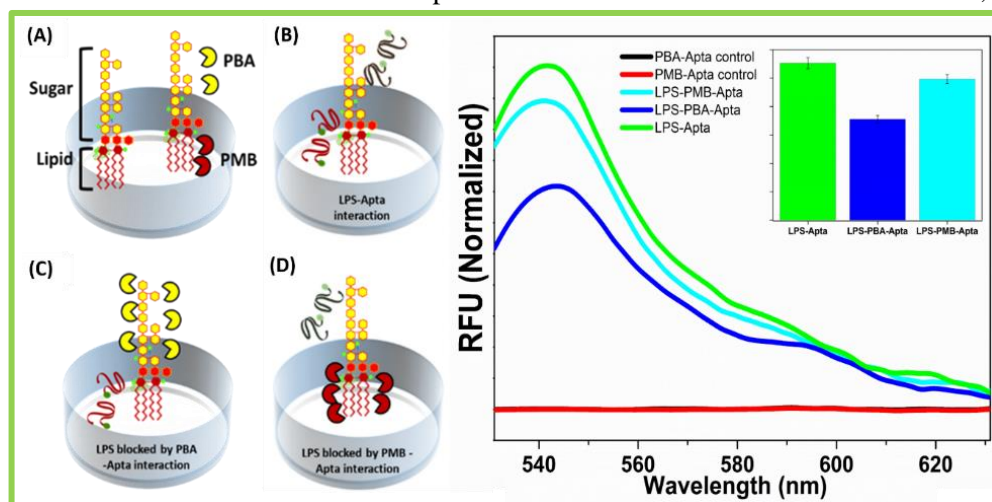 (A)
PBA
Sugar
Lipid
PMB
(B)
LPS-Apta
interaction
(C)
LPS blocked by PBA
-Apta interaction
(D)
LPS blocked by PMB -
Apta interaction
RFU (Normalized)
PBA-Apta control
PMB-Apta control
LPS-PMB-Apta
LPS-PBA-Apta
LPS-Apta
LPS-Apta
LPS-PBA-Apta
LPS-PMB-Apta
540 560 580 600 620
Wavelength (nm)